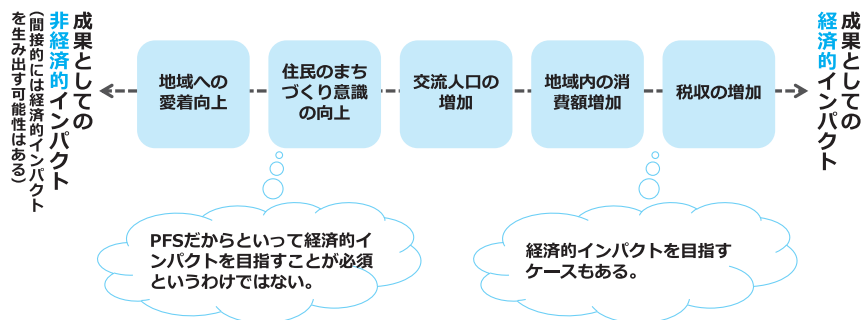 成果としての
非経済的インパクト
(間接的には経済的インパクト
を生み出す可能性はある)
地域への
愛着向上
住民のまち
づくり意識
の向上
交流人口の
増加
地域内の消
費額増加
税収の増加
成果としての
経済的インパクト
PFSだからといって経済的イ
ンパクトを目指すことが必須
というわけではない。
経済的インパクトを目指す
ケースもある。